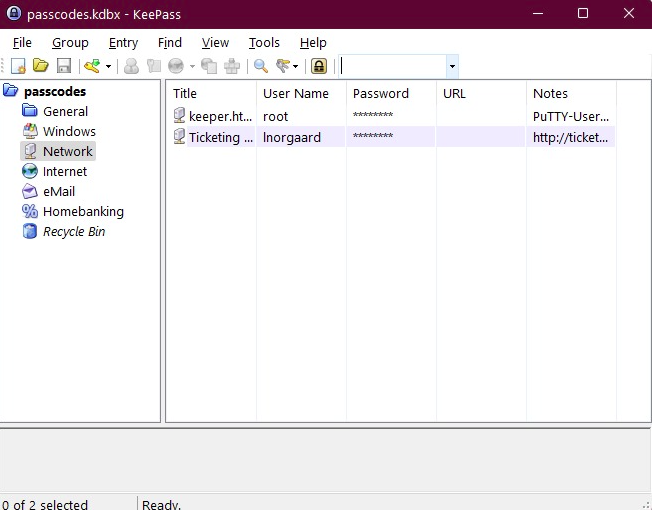 passcodes.kdbx - KeePass
File Group Entry Find View Tools Help
passcodes
General
Windows
Network
Internet
eMail
Homebanking
Recycle Bin
Title User Name Password URL Notes
keeper.ht... root ******** PuTTY-User...
Ticketing ... lnorgaard ******** http://ticket...
0 of 2 selected Ready.